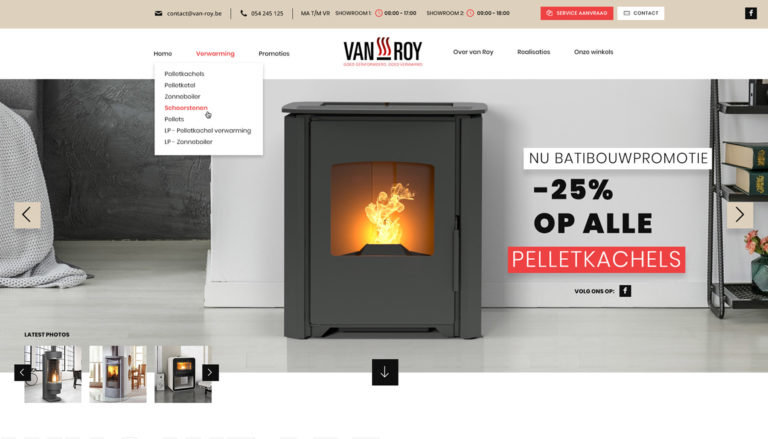 contact@van-roy.be
054 245 125
MA T/M VR SHOWROOM 1: 08:00 - 17:00 SHOWROOM 2: 09:00 - 18:00
SERVICE AANVRAAG
CONTACT
Home
Verwarming
Promoties
VAN ROY
GOED GEINFORMEERD, GOED VERWARMD
Over van Roy
Realisaties
Onze winkels
Palletkachels
Pelletketel
Zonneboiler
Schoorstenen
Pellets
LP - Pelletkachel verwarming
LP - Zonneboiler
NU BATIBOUWPROMOTIE
-25%
OP ALLE
PELLETKACHELS
VOLG ONS OP:
LATEST PHOTOS